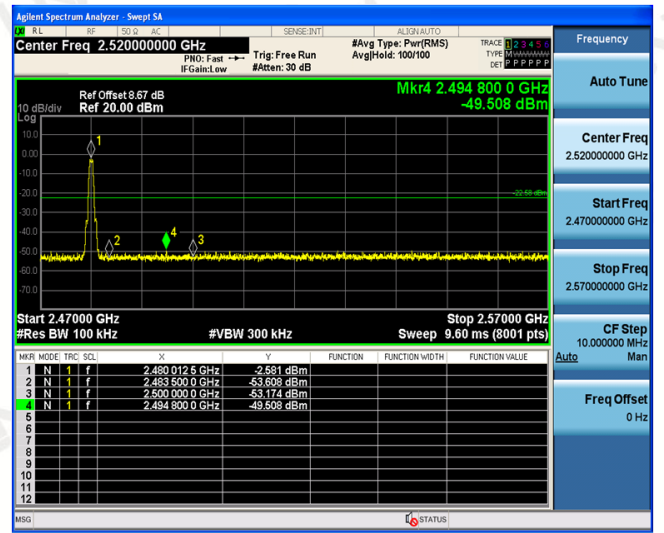 Agilent Spectrum Analyzer - Swept SA
RL RF 50 Ω AC SENSE:INT ALIGN AUTO
Center Freq 2.520000000 GHz
PNO: Fast
IFGain:Low
Trig: Free Run
#Atten: 30 dB
#Avg Type: Pwr(RMS)
Avg|Hold: 100/100
TRACE 1 2 3 4 5 6
TYPE M
DET P P P P P P
Mkr4 2.494 800 0 GHz
-49.508 dBm
Ref Offset 8.67 dB
10 dB/div Ref 20.00 dBm
Log
10.0
0.00
-10.0
-20.0
-30.0
-40.0
-50.0
-60.0
-70.0
1
2
4
3
-22.58 dBm
Start 2.47000 GHz Stop 2.57000 GHz
#Res BW 100 kHz #VBW 300 kHz Sweep 9.60 ms (8001 pts)
MKR MODE TRC SCL X Y FUNCTION FUNCTION WIDTH FUNCTION VALUE
1 N 1 f 2.480 012 5 GHz -2.581 dBm
2 N 1 f 2.483 500 0 GHz -53.608 dBm
3 N 1 f 2.500 000 0 GHz -53.174 dBm
4 N 1 f 2.494 800 0 GHz -49.508 dBm
5
6
7
8
9
10
11
12
MSG STATUS
Frequency
Auto Tune
Center Freq
2.520000000 GHz
Start Freq
2.470000000 GHz
Stop Freq
2.570000000 GHz
CF Step
10.000000 MHz
Auto Man
Freq Offset
0 Hz